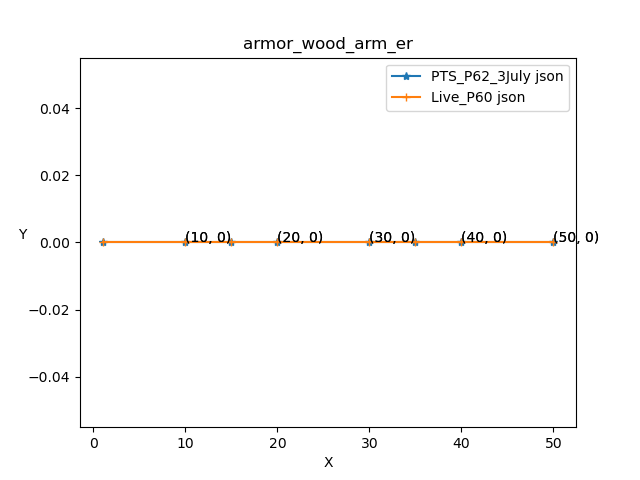 armor_wood_arm_er
PTS_P62_3July json
Live_P60 json
0.04
0.02
Y
0.00
(10, 0) (20, 0) (30, 0) (40, 0) (50, 0)
−0.02
−0.04
0 10 20 30 40 50
X